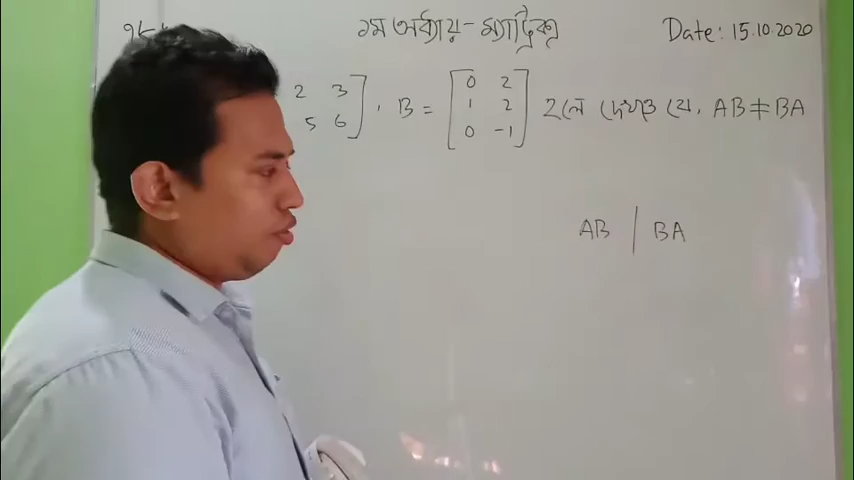 ১ম অধ্যায়-ম্যাট্রিক্স Date: 15.10.2020
2 3
5 6 ], B = [ 0 2
1 2
0 -1 ] হলে দেখাও যে, AB≠BA
AB | BA